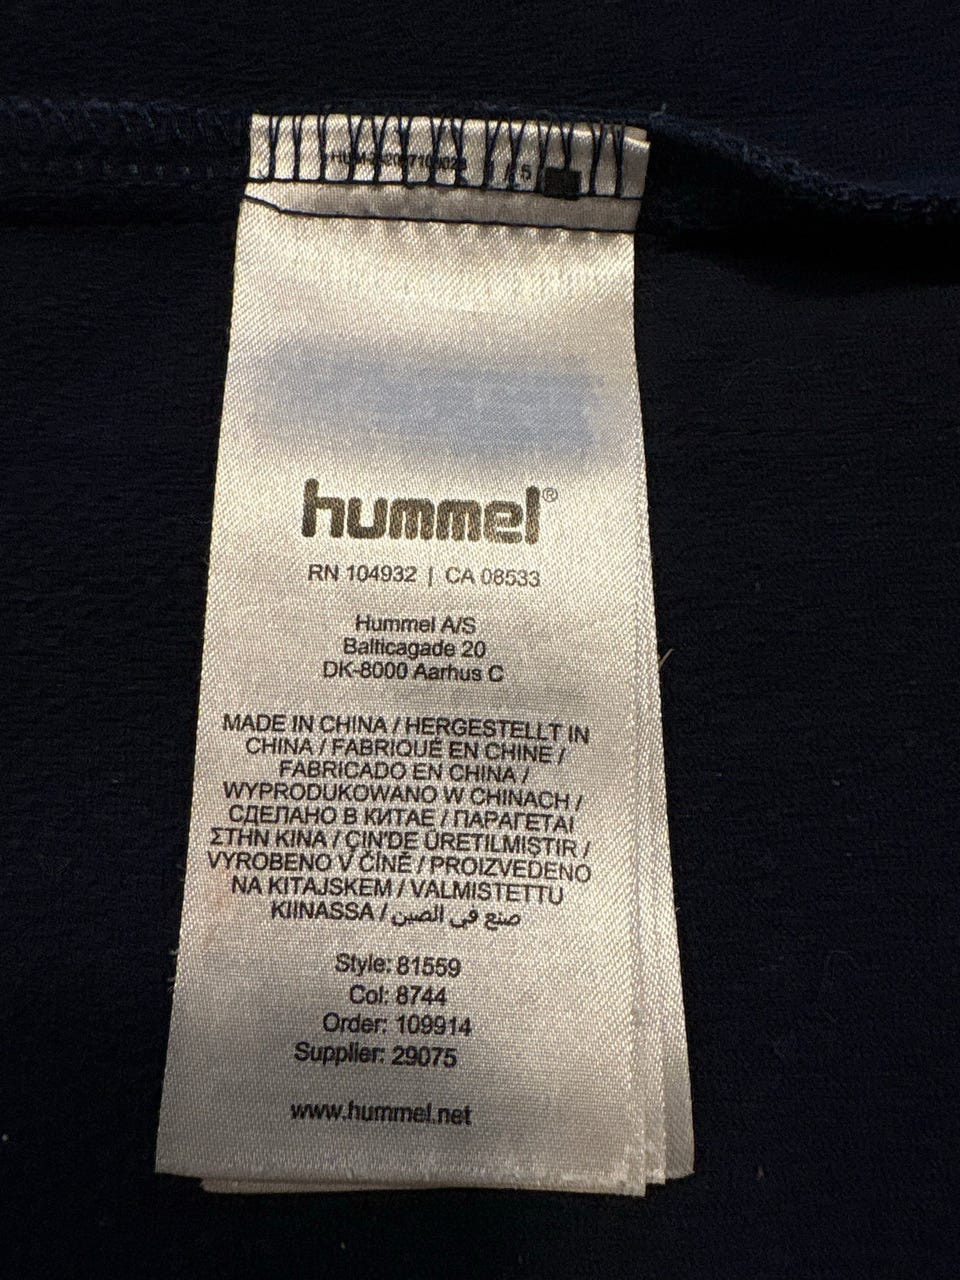 hummel®
RN 104932 | CA 08533
Hummel A/S
Balticagade 20
DK-8000 Aarhus C
MADE IN CHINA / HERGESTELLT IN
CHINA / FABRIQUÉ EN CHINE /
FABRICADO EN CHINA /
WYPRODUKOWANO W CHINACH /
СДЕЛАНО В КИТАЕ / ΠΑΡΑΓΕΤΑΙ
ΣΤΗΝ ΚΙΝΑ / ÇIN'DE ÜRETILMISTIR /
VYROBENO V ČÍNĚ / PROIZVEDENO
NA KITAJSKEM / VALMISTETTU
KIINASSA / صنع في الصين
Style: 81559
Col: 8744
Order: 109914
Supplier: 29075
www.hummel.net